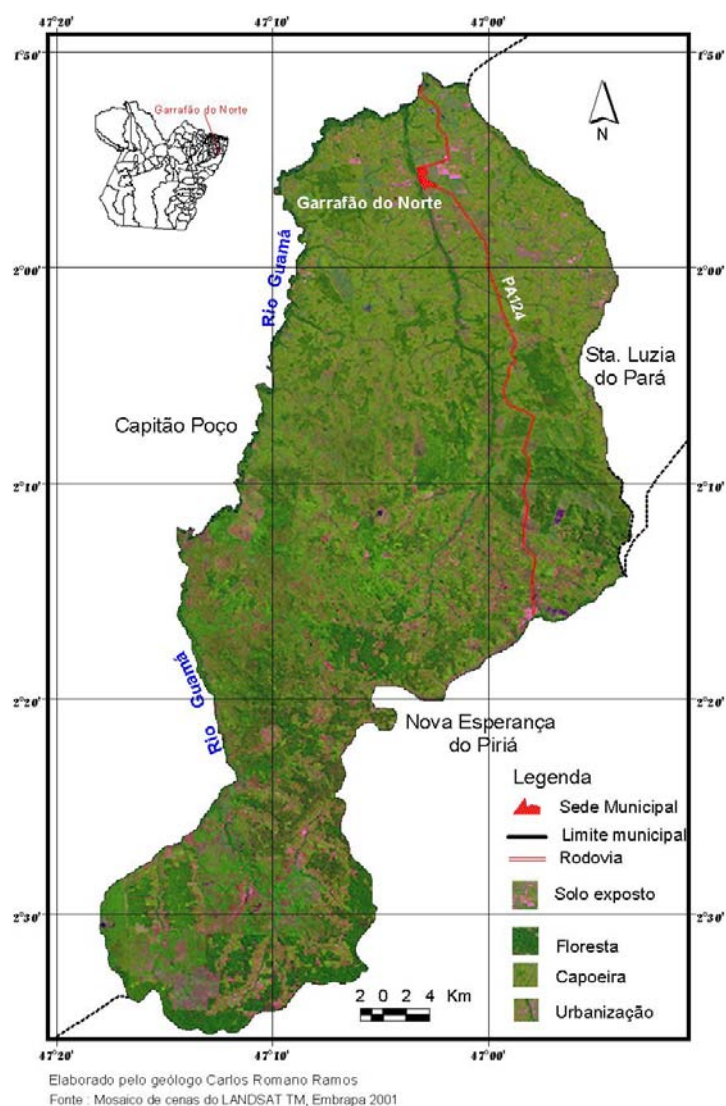 47°20
47°10
47°00
1°50
1°50
Garrafão do Norte
N
Garrafão do Norte
Rio Guamá
2°00
2°00
PA124
Sta. Luzia
do Pará
Capitão Poço
2°10
2°10
Rio Guamá
2°20
2°20
Nova Esperança
do Piriá
Legenda
Sede Municipal
Limite municipal
Rodovia
Solo exposto
2°30
2°30
Floresta
Capoeira
Urbanização
2 0 2 4 Km
47°20
47°10
47°00
Elaborado pelo geólogo Carlos Romano Ramos
Fonte : Mosaico de cenas do LANDSAT TM, Embrapa 2001